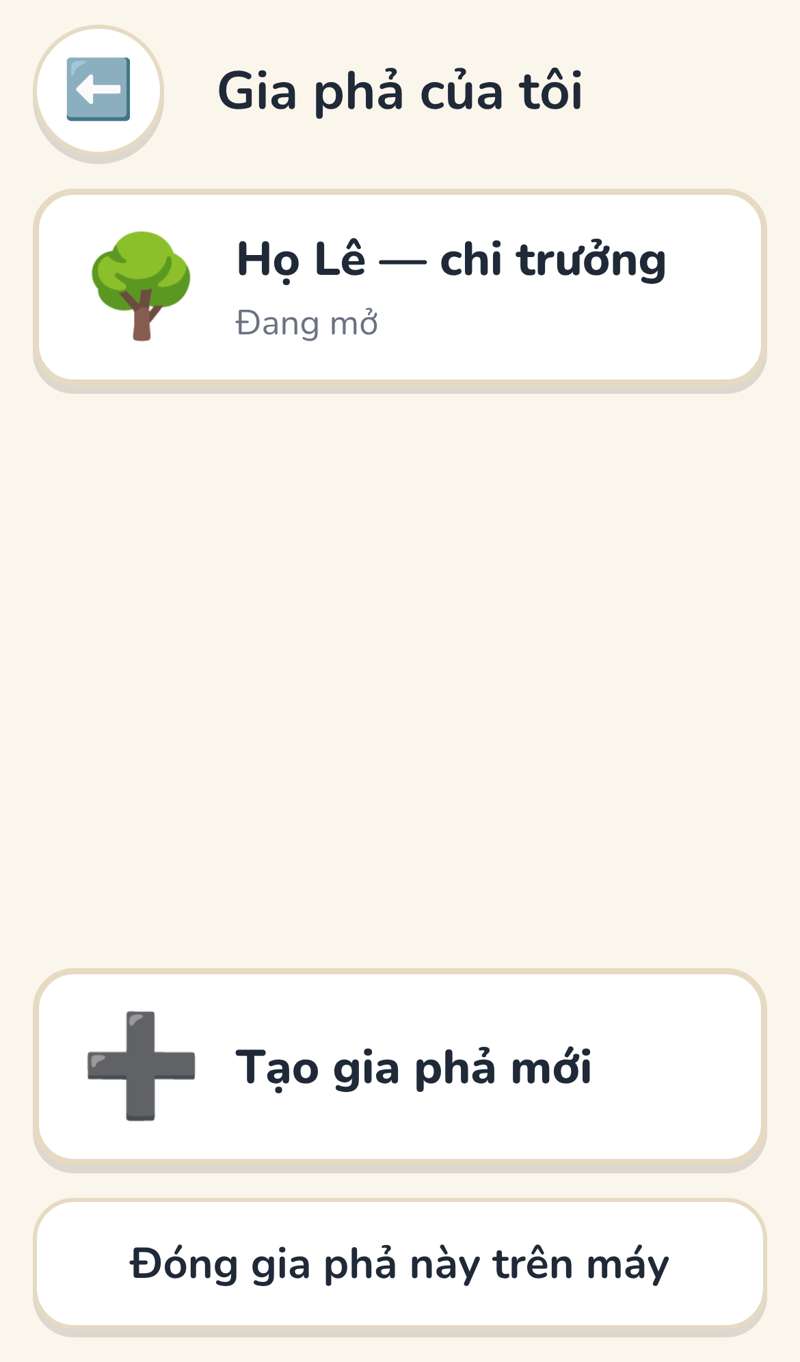 Gia phả của tôi
Họ Lê — chi trưởng
Đang mở
Tạo gia phả mới
Đóng gia phả này trên máy